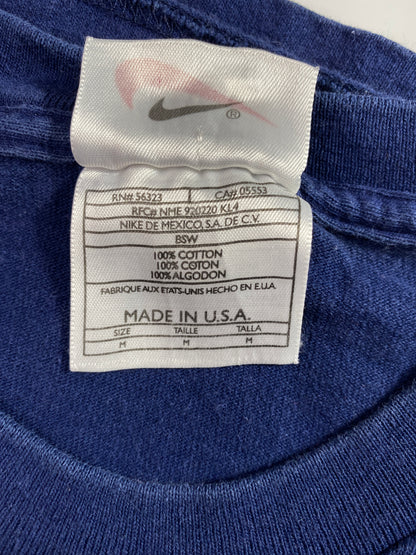 ®
RN# 56323 CA# 05553
RFC# NME 920220 KL4
NIKE DE MEXICO, S.A. DE C.V.
BSW
100% COTTON
100% COTON
100% ALGODON
FABRIQUE AUX ETATS-UNIS HECHO EN E.U.A.
MADE IN U.S.A.
SIZE TAILLE TALLA
M M M